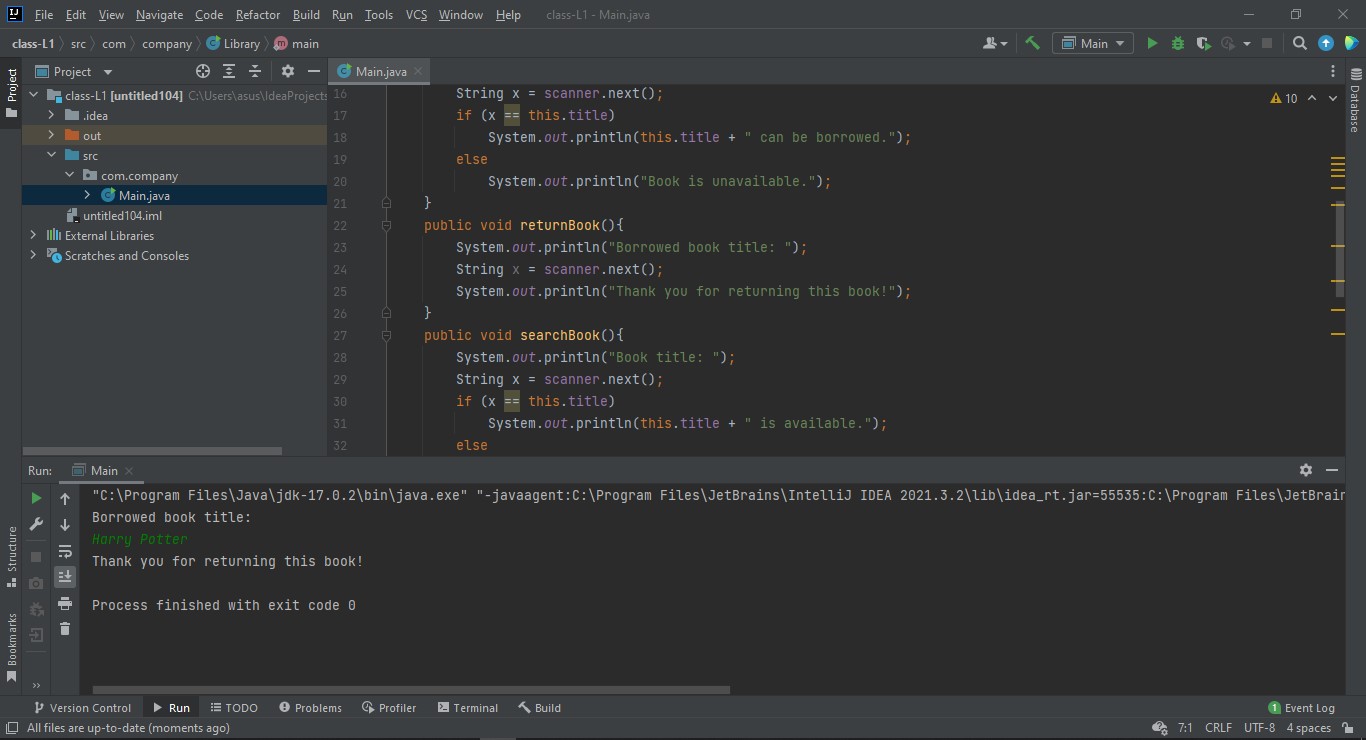 File Edit View Navigate Code Refactor Build Run Tools VCS Window Help class-L1 - Main.java
class-L1 src com company Library main Main
Project Main.java
Project
class-L1 [untitled104] C:\Users\asus\IdeaProjects
.idea
out
src
com.company
Main.java
untitled104.iml
External Libraries
Scratches and Consoles
10
Database
16 String x = scanner.next();
17 if (x == this.title)
18 System.out.println(this.title + " can be borrowed.");
19 else
20 System.out.println("Book is unavailable.");
21 }
22 public void returnBook(){
23 System.out.println("Borrowed book title: ");
24 String x = scanner.next();
25 System.out.println("Thank you for returning this book!");
26 }
27 public void searchBook(){
28 System.out.println("Book title: ");
29 String x = scanner.next();
30 if (x == this.title)
31 System.out.println(this.title + " is available.");
32 else
Run: Main
"C:\Program Files\Java\jdk-17.0.2\bin\java.exe" "-javaagent:C:\Program Files\JetBrains\IntelliJ IDEA 2021.3.2\lib\idea_rt.jar=55535:C:\Program Files\JetBrain
Borrowed book title:
Harry Potter
Thank you for returning this book!
Process finished with exit code 0
Structure
Bookmarks
Version Control Run TODO Problems Profiler Terminal Build 1 Event Log
All files are up-to-date (moments ago) 7:1 CRLF UTF-8 4 spaces